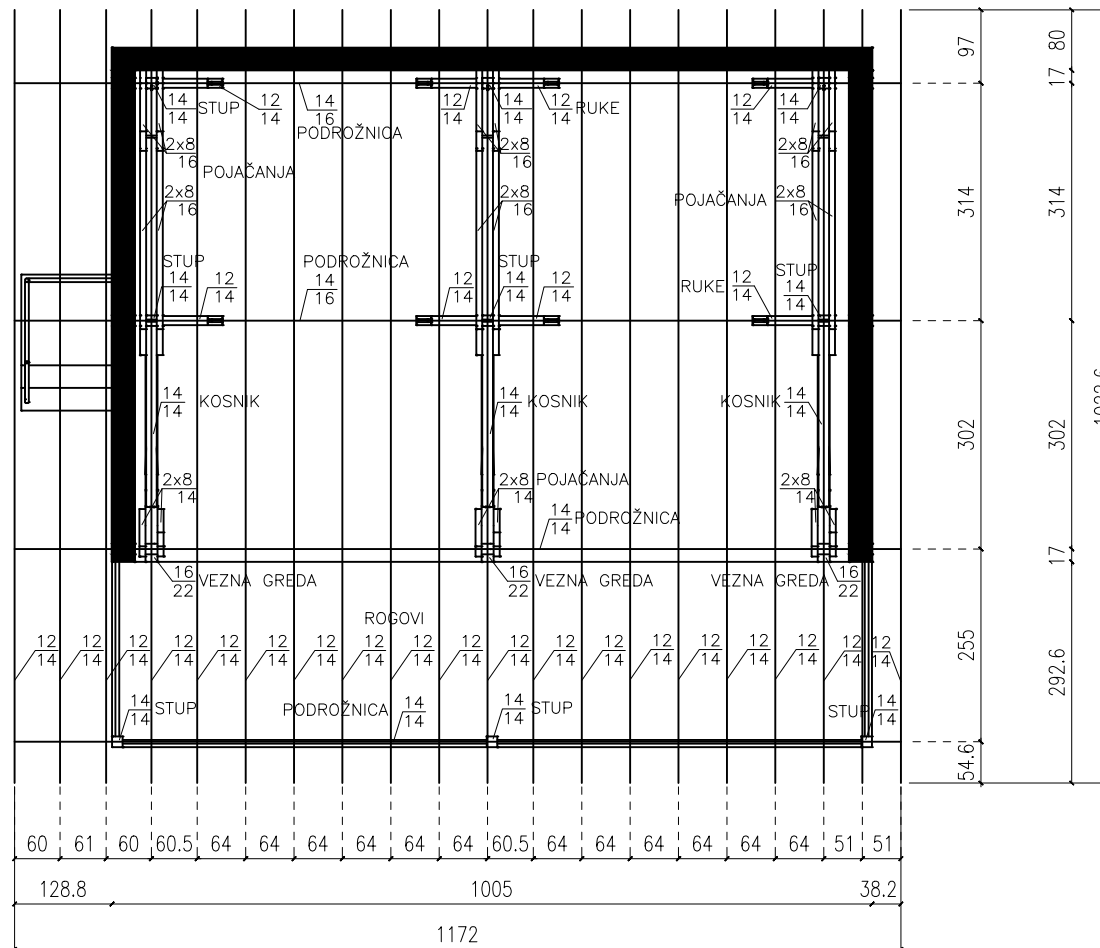 97
80
17
14
14 STUP
12
14
14
16
PODROŽNICA
12
14
14
14
12
14 RUKE
12
14
14
14
2x8
16
2x8
16
2x8
16
POJAČANJA
2x8
16
2x8
16
POJAČANJA 2x8
16
314
314
STUP
14
14
12
14
PODROŽNICA
14
16
12
14
STUP
14
14
12
14
RUKE 12
14
STUP
14
14
14
14 KOSNIK
14
14 KOSNIK
KOSNIK 14
14
302
302
2x8
14
2x8
14 POJAČANJA
2x8
14
14
14 PODROŽNICA
17
16
22 VEZNA GREDA
16
22 VEZNA GREDA
VEZNA GREDA 16
22
ROGOVI
12
14
12
14
12
14
12
14
12
14
12
14
12
14
12
14
12
14
12
14
12
14
12
14
12
14
12
14
12
14
12
14
12
14
12
14
12
14
255
292.6
14
14 STUP
PODROŽNICA 14
14
14
14 STUP
STUP 14
14
54.6
60 61 60 60.5 64 64 64 64 64 64 60.5 64 64 64 64 64 64 51 51
128.8 1005 38.2
1172